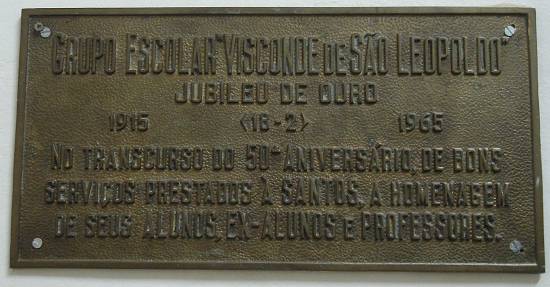 GRUPO ESCOLAR "VISCONDE DE SÃO LEOPOLDO"
JUBILEU DE OURO
1915 <18-2> 1965
NO TRANSCURSO DO 50º ANIVERSÁRIO, DE BONS
SERVIÇOS PRESTADOS À SANTOS, A HOMENAGEM
DE SEUS ALUNOS, EX-ALUNOS E PROFESSORES.